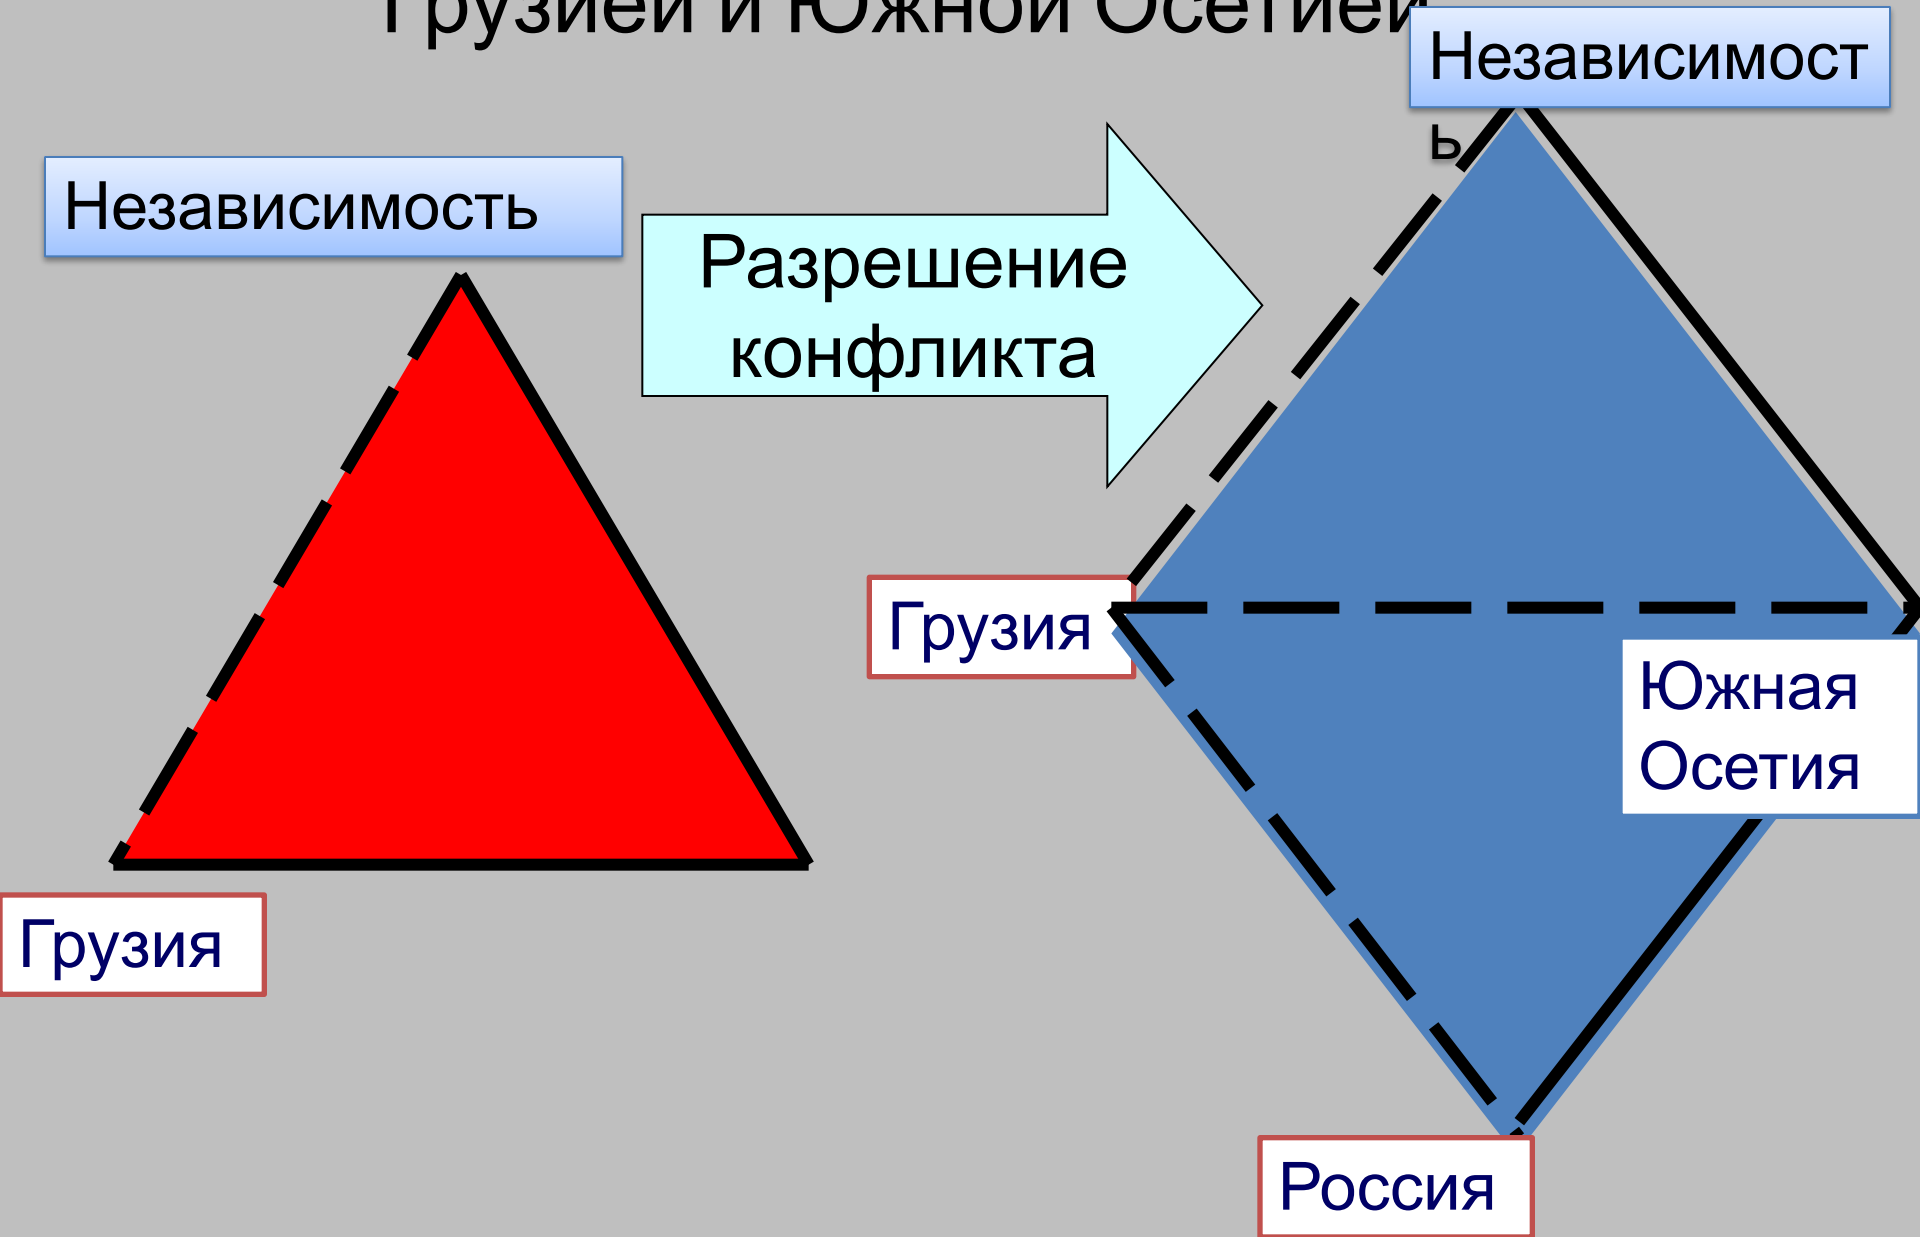 Грузией и Южной Осетией
Независимост
ь
Независимость
Разрешение
конфликта
Грузия
Южная
Осетия
Грузия
Россия